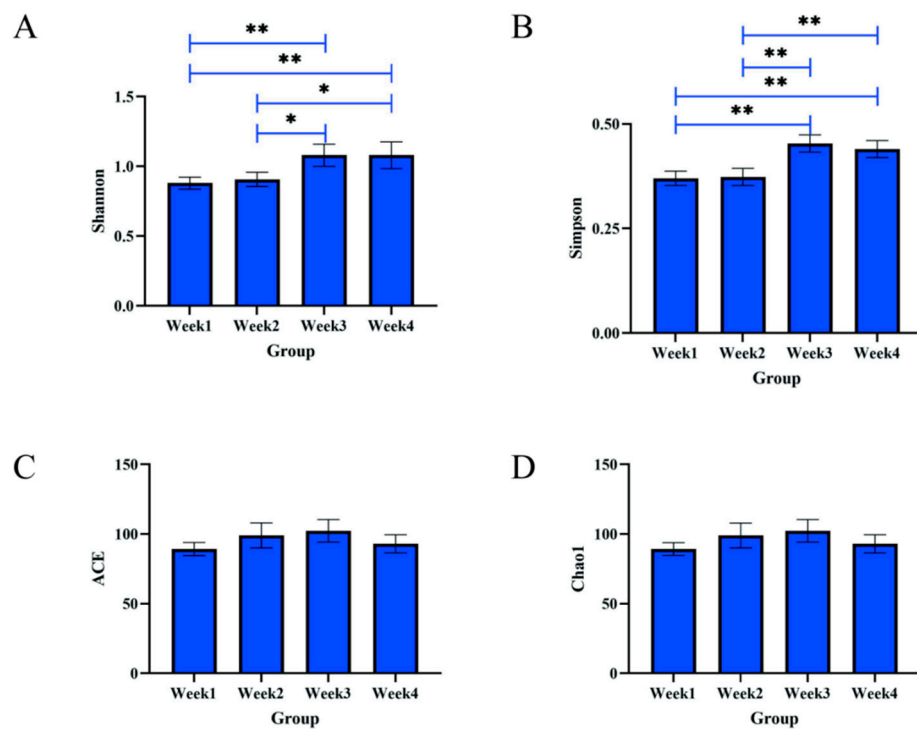 A
**
**
*
*
1.5
1.0
0.5
0.0
Shannon
Week1 Week2 Week3 Week4
Group
B
**
**
**
**
0.50
0.25
0.00
Simpson
Week1 Week2 Week3 Week4
Group
C
150
100
50
0
ACE
Week1 Week2 Week3 Week4
Group
D
150
100
50
0
Chao1
Week1 Week2 Week3 Week4
Group